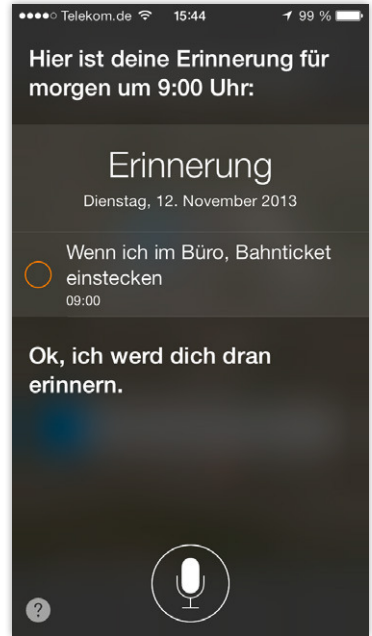 Telekom.de 15:44 99 %
Hier ist deine Erinnerung für
morgen um 9:00 Uhr:
Erinnerung
Dienstag, 12. November 2013
Wenn ich im Büro, Bahnticket
einstecken
09:00
Ok, ich werd dich dran
erinnern.
?